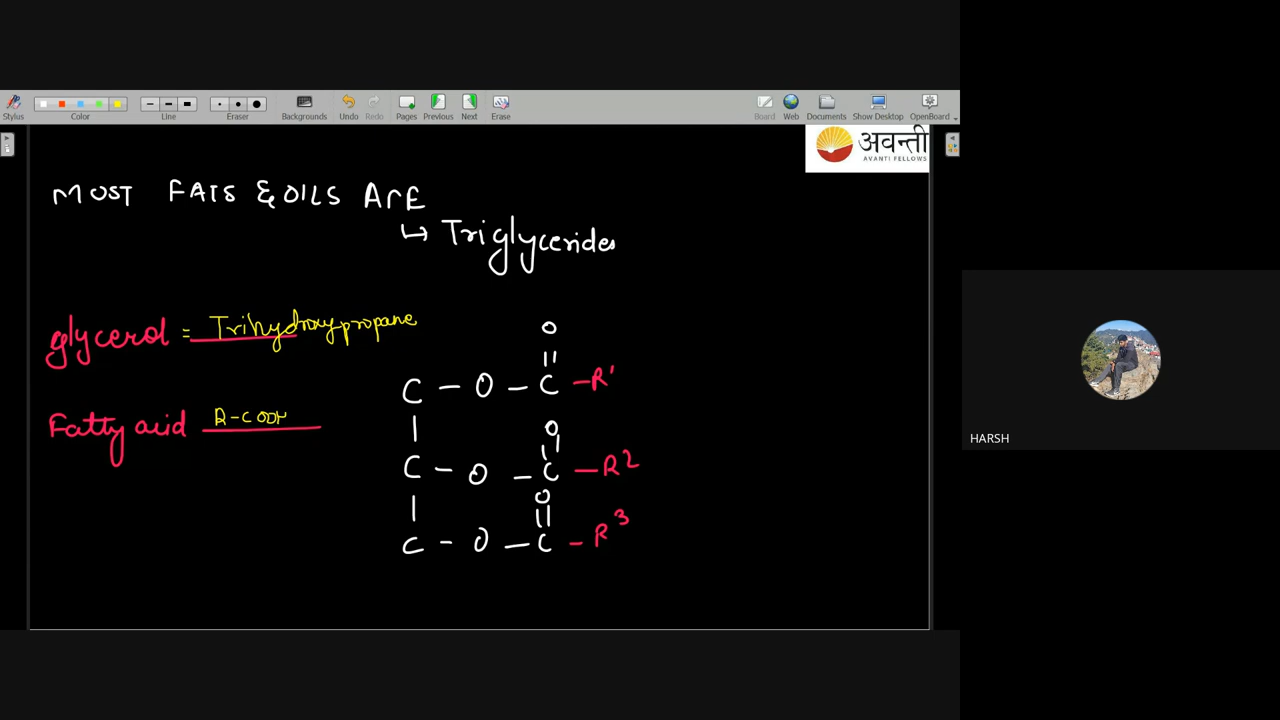 Stylus
Color
Line
Eraser
Backgrounds
Undo
Redo
Pages
Previous
Next
Erase
Board
Web
Documents
Show Desktop
OpenBoard
अवन्ती
AVANTI FELLOWS
MOST FATS & OILS ARE
↳ Triglycerides
glycerol = Trihydroxypropane
Fatty acid R-COOH
O
||
C - O - C - R'
|
O
||
C - O - C - R2
|
O
||
C - O - C - R3
HARSH